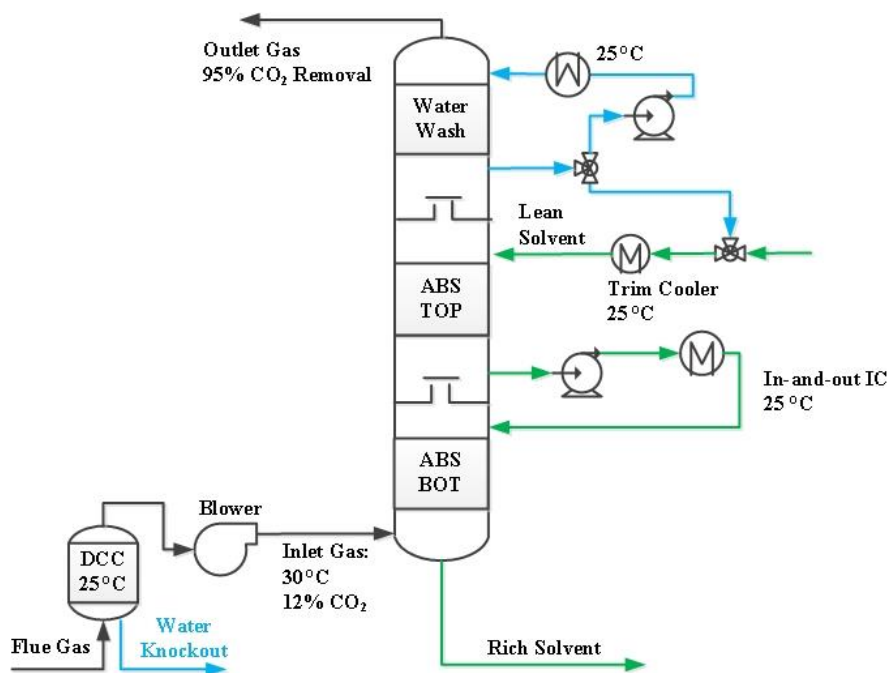 Outlet Gas
95% CO₂ Removal
25°C
Water
Wash
Lean
Solvent
ABS
TOP
Trim Cooler
25°C
In-and-out IC
25°C
ABS
BOT
Blower
DCC
25°C
Inlet Gas:
30°C
12% CO₂
Water
Knockout
Flue Gas
Rich Solvent